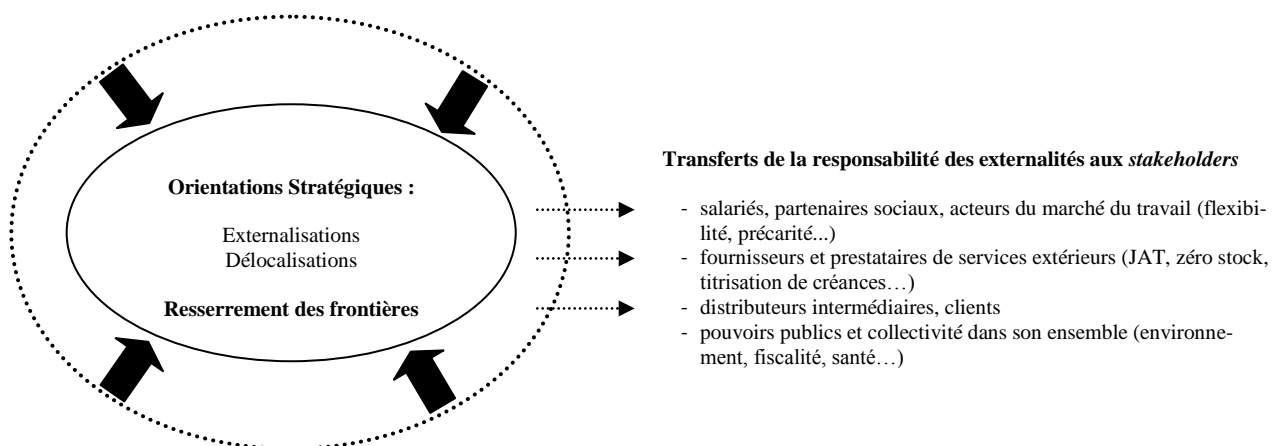 Orientations Stratégiques :
Externalisations
Délocalisations
Resserrement des frontières
Transferts de la responsabilité des externalités aux stakeholders
- salariés, partenaires sociaux, acteurs du marché du travail (flexibi-
lité, précarité...)
- fournisseurs et prestataires de services extérieurs (JAT, zéro stock,
titrisation de créances…)
- distributeurs intermédiaires, clients
- pouvoirs publics et collectivité dans son ensemble (environne-
ment, fiscalité, santé…)